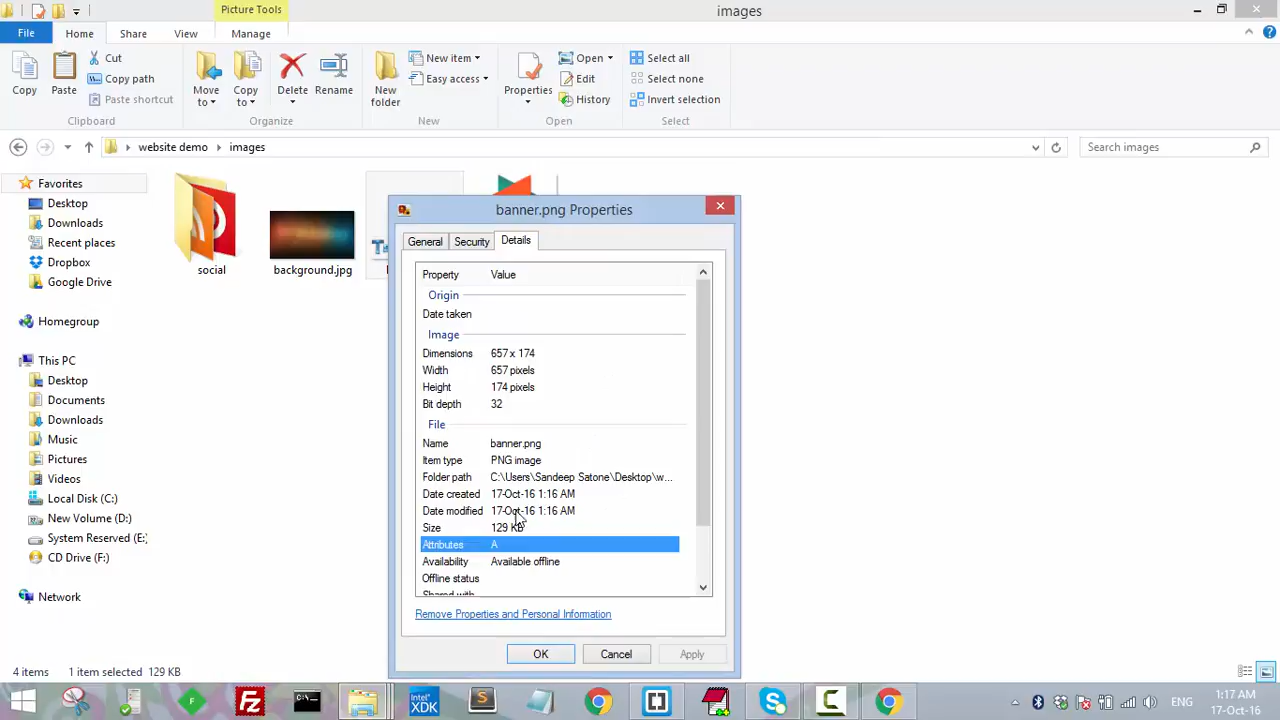 Picture Tools
images
File
Home
Share
View
Manage
Copy
Paste
Cut
Copy path
Paste shortcut
Move to
Copy to
Delete
Rename
New folder
New item
Easy access
Properties
Open
Edit
History
Select all
Select none
Invert selection
Clipboard
Organize
New
Open
Select
website demo
images
Search images
Favorites
Desktop
Downloads
Recent places
Dropbox
Google Drive
Homegroup
This PC
Desktop
Documents
Downloads
Music
Pictures
Videos
Local Disk (C:)
New Volume (D:)
System Reserved (E:)
CD Drive (F:)
Network
social
background.jpg
banner.png Properties
General
Security
Details
Property Value
Origin
Date taken
Image
Dimensions 657 x 174
Width 657 pixels
Height 174 pixels
Bit depth 32
File
Name banner.png
Item type PNG image
Folder path C:\Users\Sandeep Satone\Desktop\w...
Date created 17-Oct-16 1:16 AM
Date modified 17-Oct-16 1:16 AM
Size 129 KB
Attributes A
Availability Available offline
Offline status
Shared with
Remove Properties and Personal Information
OK
Cancel
Apply
4 items 1 item selected 129 KB
Intel XDK
ENG
1:17 AM
17-Oct-16